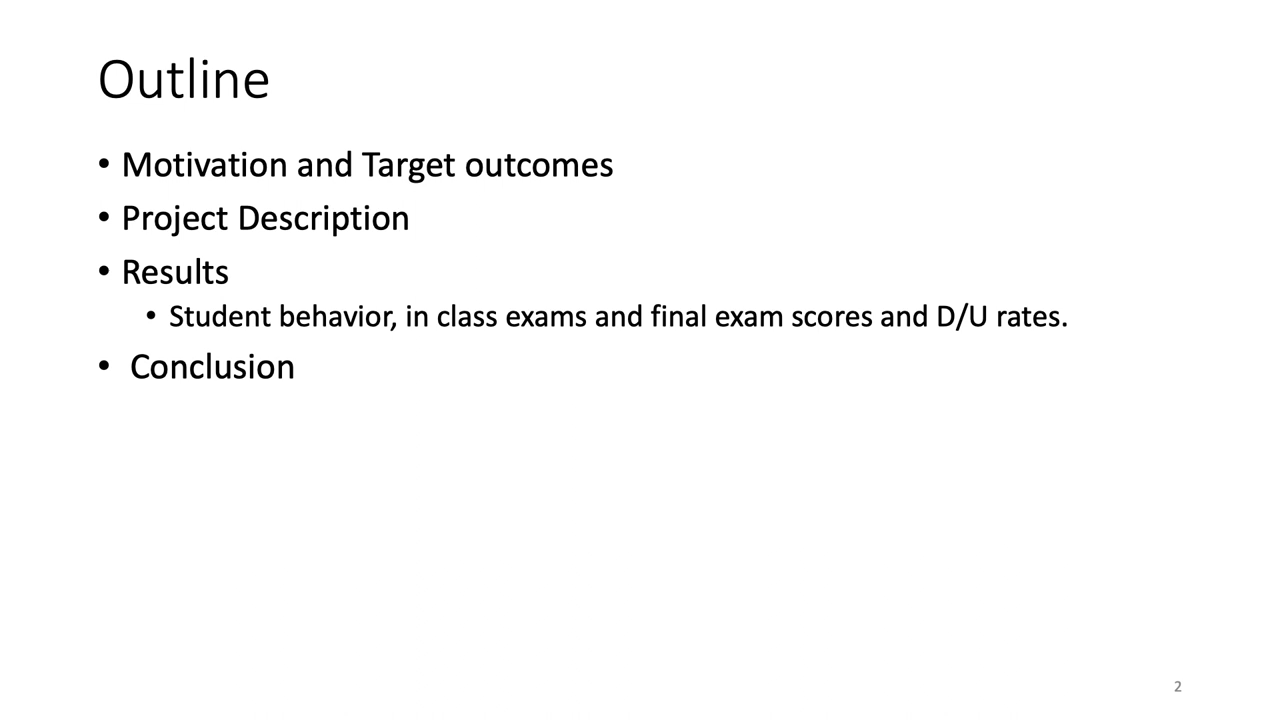 Outline
• Motivation and Target outcomes
• Project Description
• Results
• Student behavior, in class exams and final exam scores and D/U rates.
• Conclusion
2